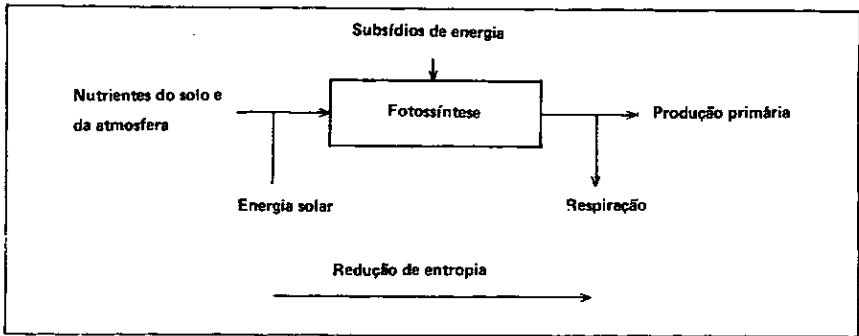 Subsídios de energia
Nutrientes do solo e
da atmosfera
Fotossíntese
Produção primária
Energia solar
Respiração
Redução de entropia